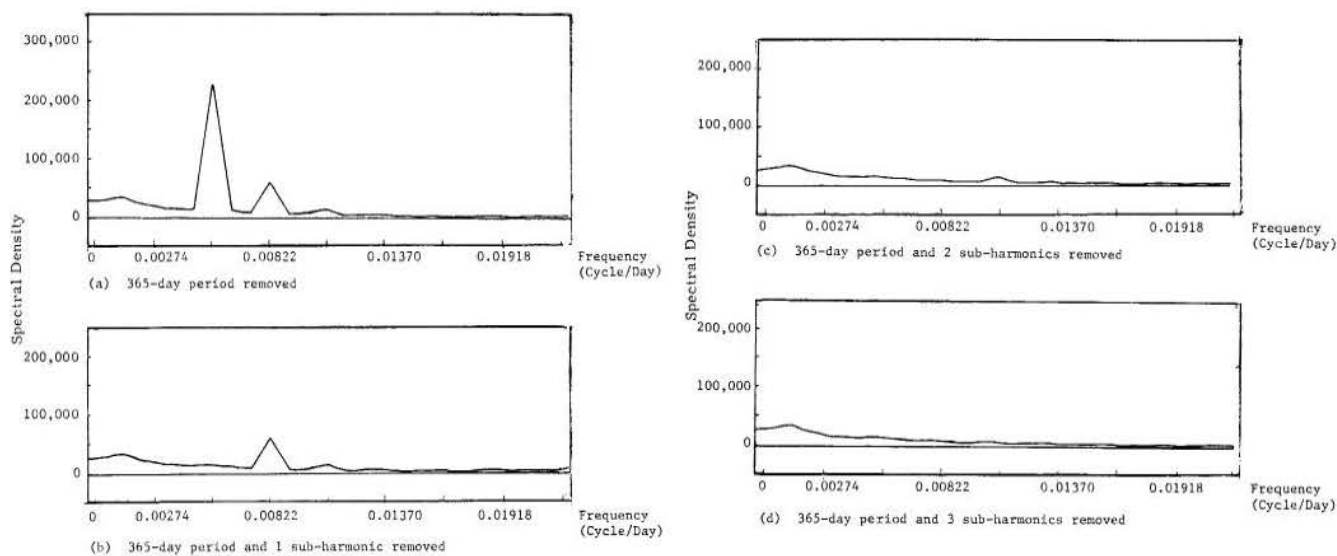 Spectral Density
300,000
200,000
100,000
0
0 0.00274 0.00822 0.01370 0.01918 Frequency
(Cycle/Day)
(a) 365-day period removed
200,000
100,000
0
0 0.00274 0.00822 0.01370 0.01918 Frequency
(Cycle/Day)
(b) 365-day period and 1 sub-harmonic removed
Spectral Density
200,000
100,000
0
0 0.00274 0.00822 0.01370 0.01918 Frequency
(Cycle/Day)
(c) 365-day period and 2 sub-harmonics removed
200,000
100,000
0
0 0.00274 0.00822 0.01370 0.01918 Frequency
(Cycle/Day)
(d) 365-day period and 3 sub-harmonics removed